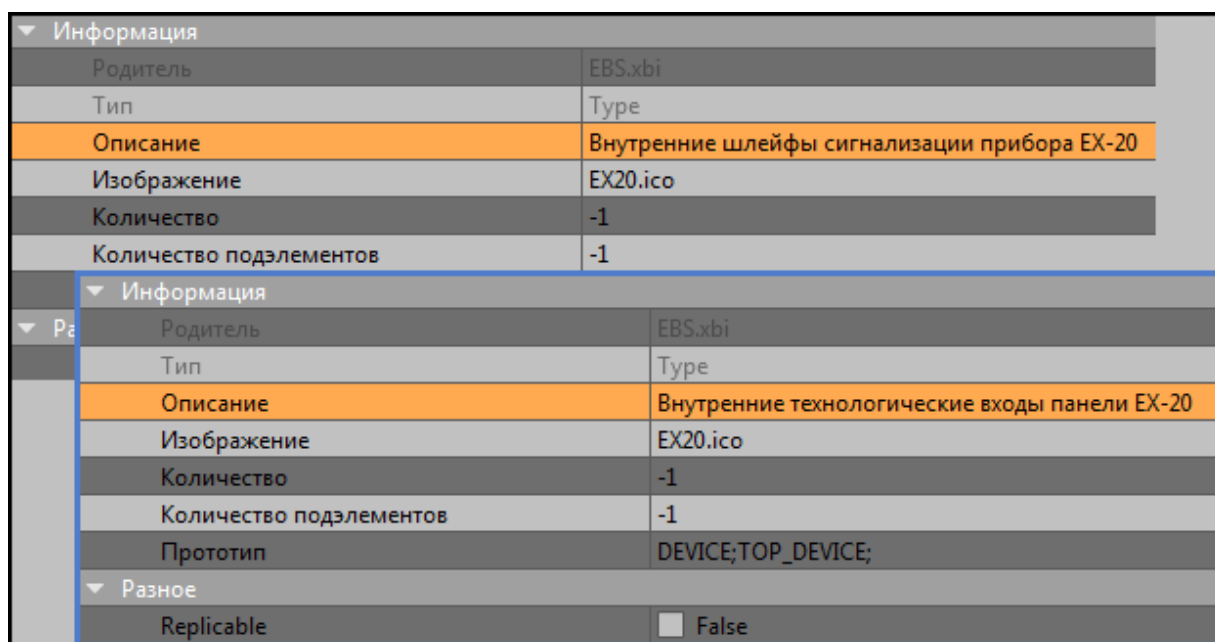 Информация
Родитель EBS.xbi
Тип Type
Описание Внутренние шлейфы сигнализации прибора EX-20
Изображение EX20.ico
Количество -1
Количество подэлементов -1
Информация
Ра
Родитель EBS.xbi
Тип Type
Описание Внутренние технологические входы панели EX-20
Изображение EX20.ico
Количество -1
Количество подэлементов -1
Прототип DEVICE;TOP_DEVICE;
Разное
Replicable False